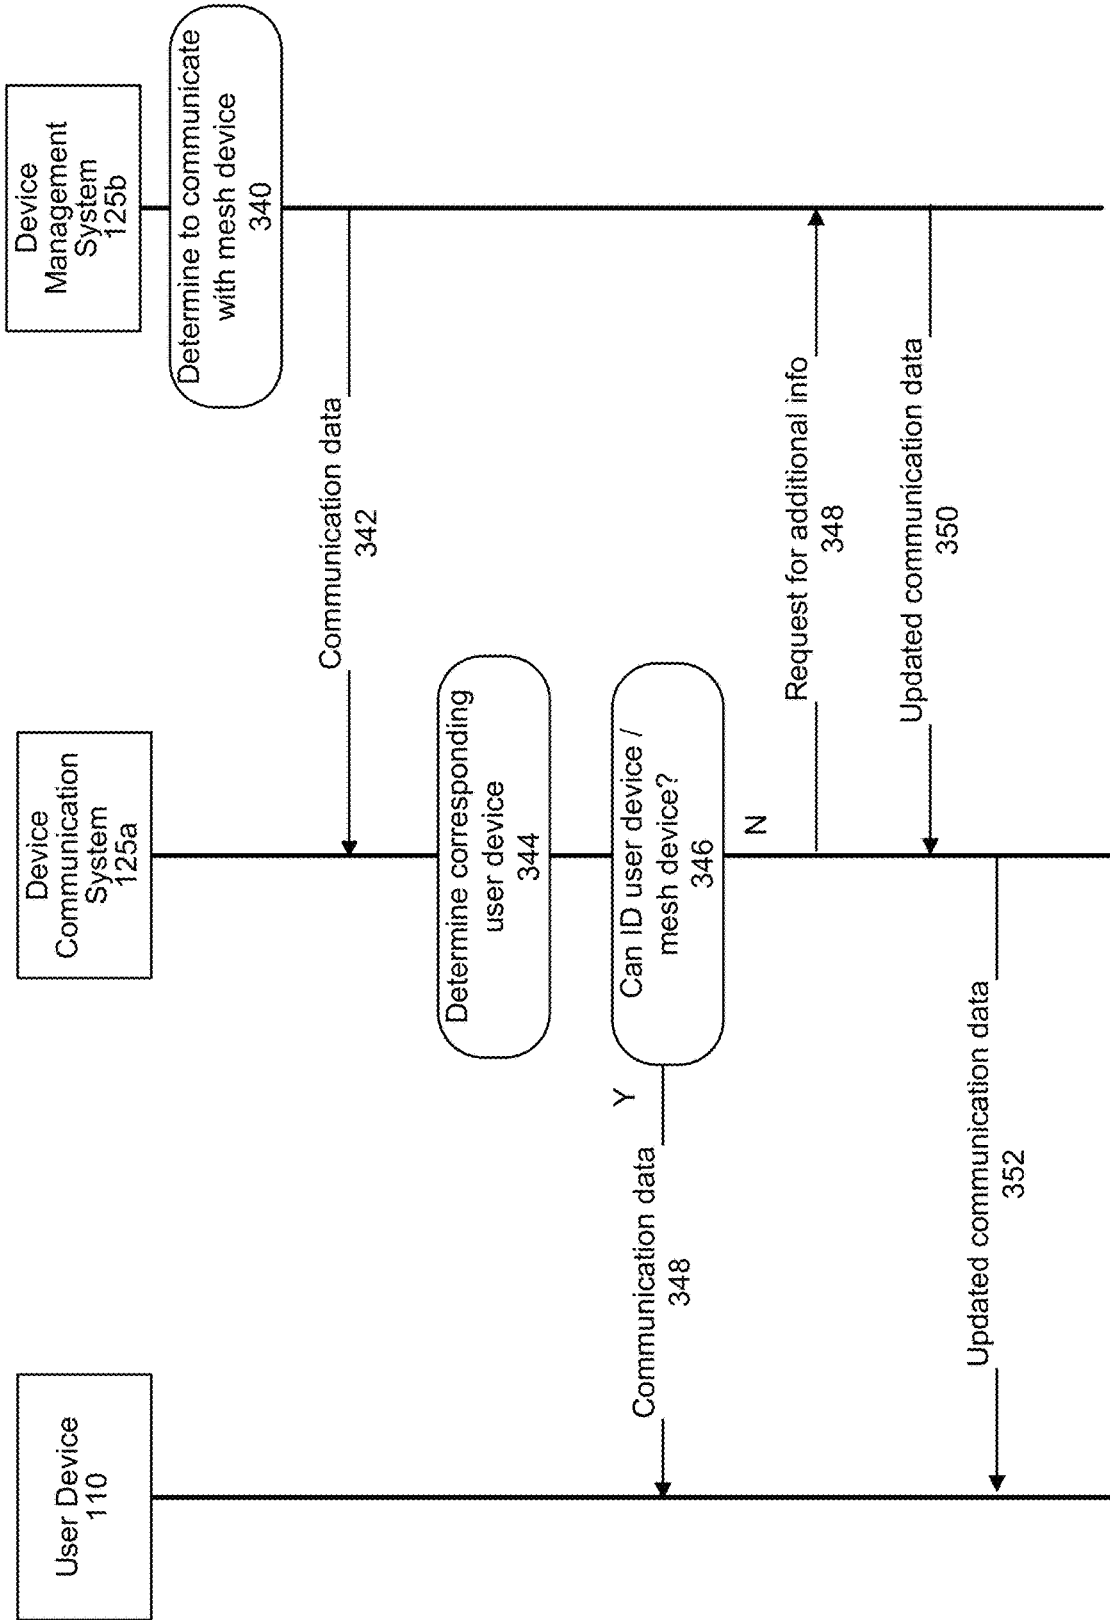 User Device
110
Device
Communication
System
125a
Device
Management
System
125b
Determine to communicate
with mesh device
340
Communication data
342
Determine corresponding
user device
344
Can ID user device /
mesh device?
346
Y
Communication data
348
N
Request for additional info
348
Updated communication data
350
Updated communication data
352